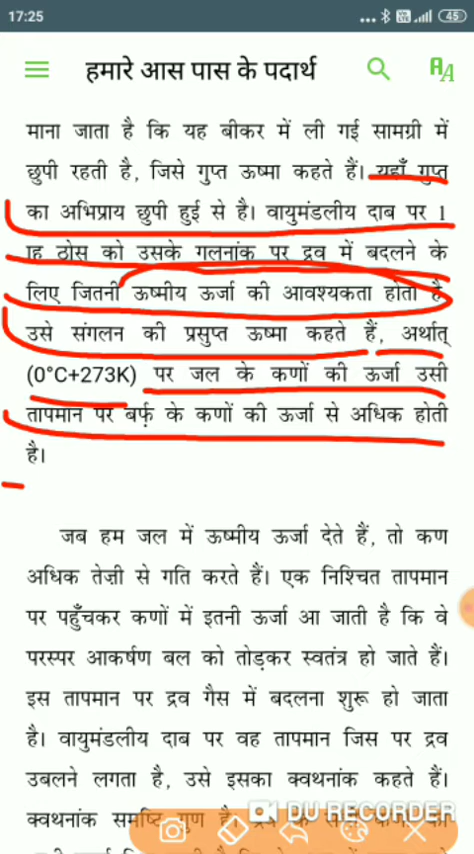 17:25
45
हमारे आस पास के पदार्थ
AA
माना जाता है कि यह बीकर में ली गई सामग्री में
छुपी रहती है, जिसे गुप्त ऊष्मा कहते हैं। यहाँ गुप्त
का अभिप्राय छुपी हुई से है। वायुमंडलीय दाब पर 1
ाह ठोस को उसके गलनांक पर द्रव में बदलने के
लिए जितनी ऊष्मीय ऊर्जा की आवश्यकता होती है
उसे संगलन की प्रसुप्त ऊष्मा कहते हैं, अर्थात्
(0°C+273K) पर जल के कणों की ऊर्जा उसी
तापमान पर बर्फ़ के कणों की ऊर्जा से अधिक होती
है।
जब हम जल में ऊष्मीय ऊर्जा देते हैं, तो कण
अधिक तेज़ी से गति करते हैं। एक निश्चित तापमान
पर पहुँचकर कणों में इतनी ऊर्जा आ जाती है कि वे
परस्पर आकर्षण बल को तोड़कर स्वतंत्र हो जाते हैं।
इस तापमान पर द्रव गैस में बदलना शुरू हो जाता
है। वायुमंडलीय दाब पर वह तापमान जिस पर द्रव
उबलने लगता है, उसे इसका क्वथनांक कहते हैं।
क्वथनांक समष्टि गुण है।
DU RECORDER